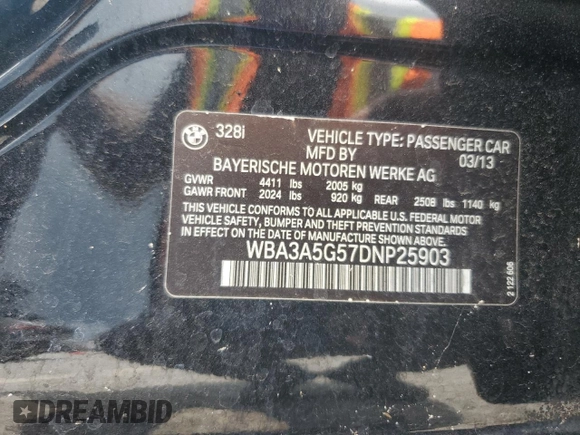 328i
VEHICLE TYPE: PASSENGER CAR
MFD BY 03/13
BAYERISCHE MOTOREN WERKE AG
GVWR 4411 lbs 2005 kg
GAWR FRONT 2024 lbs 920 kg REAR 2508 lbs 1140 kg
THIS VEHICLE CONFORMS TO ALL APPLICABLE U.S. FEDERAL MOTOR
VEHICLE SAFETY, BUMPER AND THEFT PREVENTION STANDARDS
IN EFFECT ON THE DATE OF MANUFACTURE SHOWN ABOVE.
WBA3A5G57DNP25903
2 122 606
DREAMBID